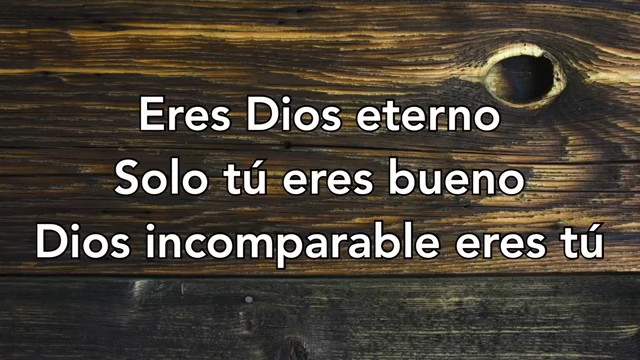 Eres Dios eterno
Solo tú eres bueno
Dios incomparable eres tú